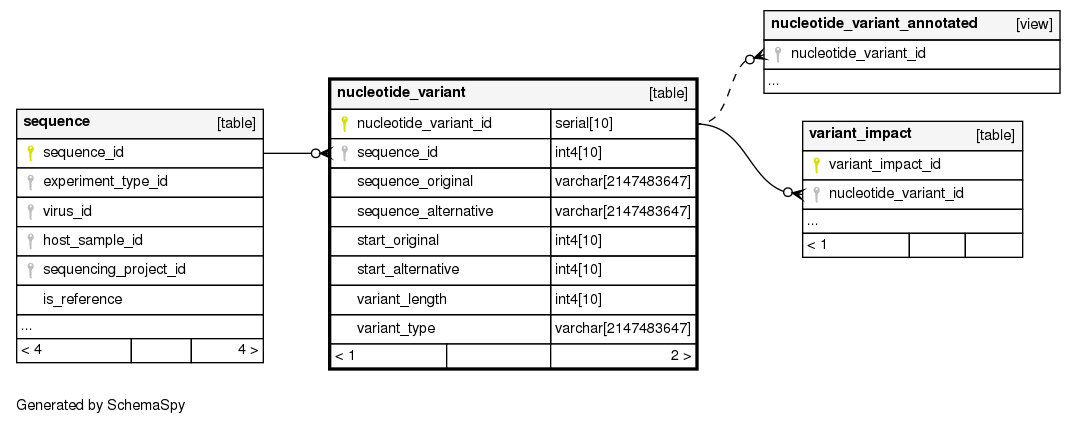 sequence [table]
sequence_id
experiment_type_id
virus_id
host_sample_id
sequencing_project_id
is_reference
...
< 4 4 >
nucleotide_variant [table]
nucleotide_variant_id serial[10]
sequence_id int4[10]
sequence_original varchar[2147483647]
sequence_alternative varchar[2147483647]
start_original int4[10]
start_alternative int4[10]
variant_length int4[10]
variant_type varchar[2147483647]
< 1 2 >
nucleotide_variant_annotated [view]
nucleotide_variant_id
...
variant_impact [table]
variant_impact_id
nucleotide_variant_id
...
< 1
Generated by SchemaSpy